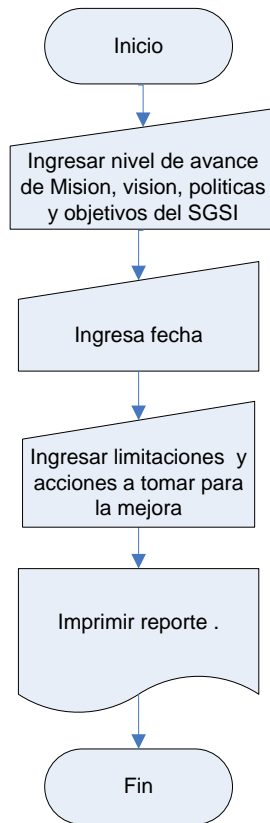 Inicio
Ingresar nivel de avance
de Mision, vision, politicas
y objetivos del SGSI
Ingresa fecha
Ingresar limitaciones y
acciones a tomar para
la mejora
Imprimir reporte .
Fin